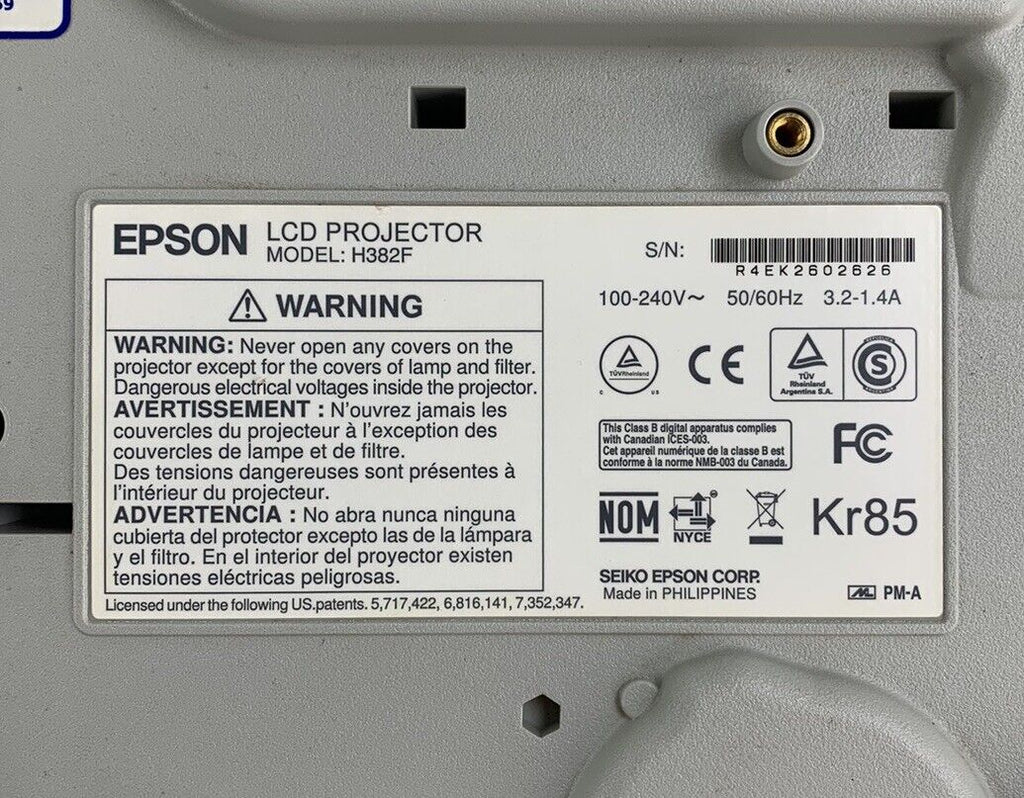 59
EPSON LCD PROJECTOR
MODEL: H382F
WARNING
WARNING: Never open any covers on the
projector except for the covers of lamp and filter.
Dangerous electrical voltages inside the projector.
AVERTISSEMENT : N'ouvrez jamais les
couvercles du projecteur à l'exception des
couvercles de lampe et de filtre.
Des tensions dangereuses sont présentes à
l'intérieur du projecteur.
ADVERTENCIA : No abra nunca ninguna
cubierta del protector excepto las de la lámpara
y el filtro. En el interior del proyector existen
tensiones eléctricas peligrosas.
Licensed under the following US.patents. 5,717,422, 6,816,141, 7,352,347.
S/N:
R4EK2602626
100-240V~ 50/60Hz 3.2-1.4A
TÜVRheinland
C US
CE
TÜV
Rheinland
Argentina S.A.
REPUBLICA
S
ARGENTINA
This Class B digital apparatus complies
with Canadian ICES-003.
Cet appareil numérique de la classe B est
conforme à la norme NMB-003 du Canada.
FC
NOM
NYCE
Kr85
SEIKO EPSON CORP.
Made in PHILIPPINES
PM-A